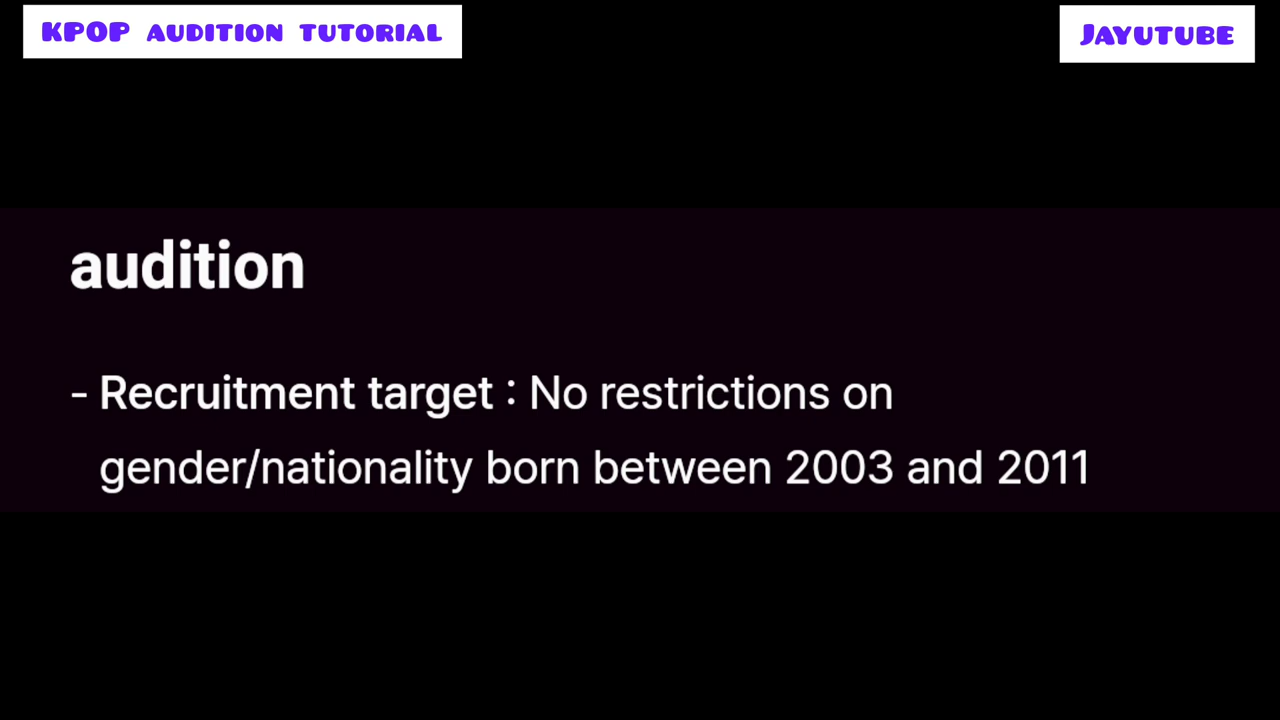 KPOP AUDITION TUTORIAL
JAYUTUBE
audition
- Recruitment target : No restrictions on
gender/nationality born between 2003 and 2011